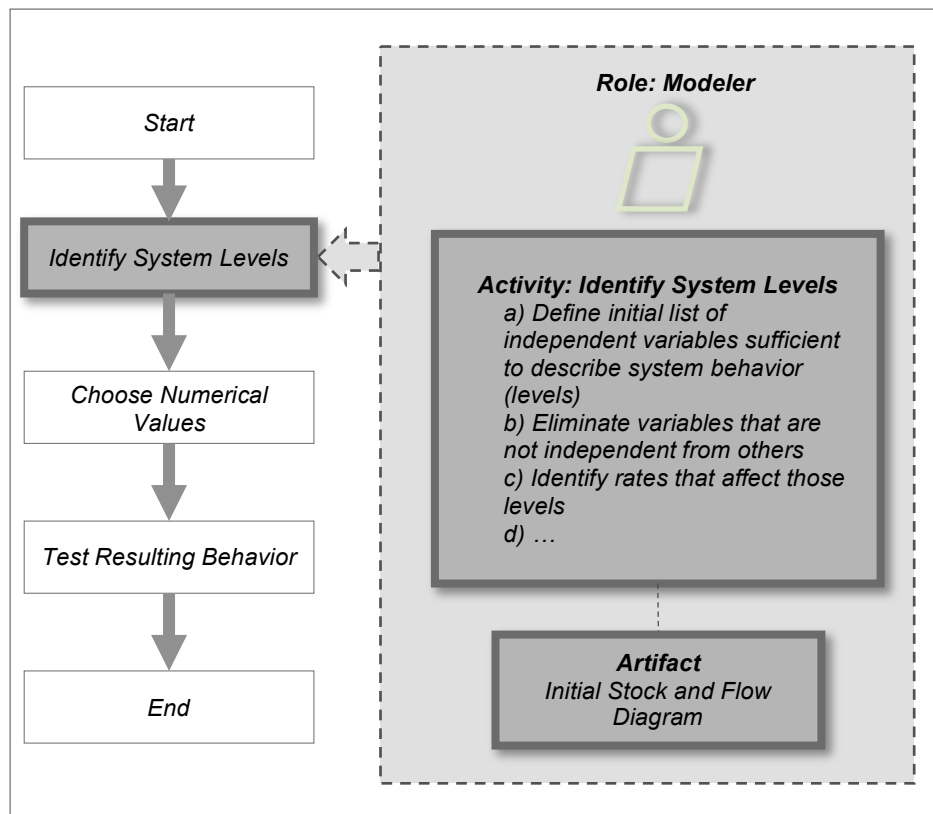 Start
Identify System Levels
Choose Numerical
Values
Test Resulting Behavior
End
Role: Modeler
Activity: Identify System Levels
a) Define initial list of
independent variables sufficient
to describe system behavior
(levels)
b) Eliminate variables that are
not independent from others
c) Identify rates that affect those
levels
d) …
Artifact
Initial Stock and Flow
Diagram